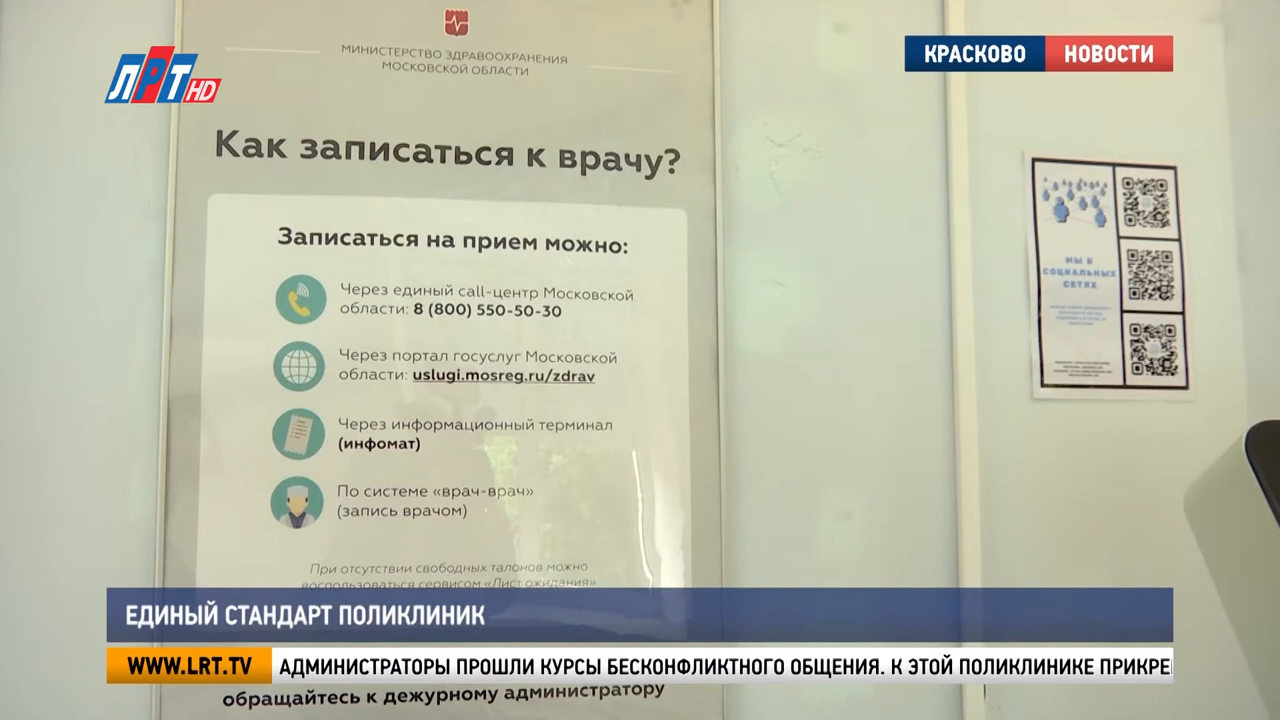 ЛРТ HD
КРАСКОВО НОВОСТИ
МИНИСТЕРСТВО ЗДРАВООХРАНЕНИЯ
МОСКОВСКОЙ ОБЛАСТИ
Как записаться к врачу?
Записаться на прием можно:
Через единый call-центр Московской
области: 8 (800) 550-50-30
Через портал госуслуг Московской
области: uslugi.mosreg.ru/zdrav
Через информационный терминал
(инфомат)
По системе «врач-врач»
(запись врачом)
При отсутствии свободных талонов можно
воспользоваться сервисом «Лист ожидания»
МЫ В
СОЦИАЛЬНЫХ
СЕТЯХ
ЕДИНЫЙ СТАНДАРТ ПОЛИКЛИНИК
WWW.LRT.TV АДМИНИСТРАТОРЫ ПРОШЛИ КУРСЫ БЕСКОНФЛИКТНОГО ОБЩЕНИЯ. К ЭТОЙ ПОЛИКЛИНИКЕ ПРИКРЕ
обращайтесь к дежурному администратору